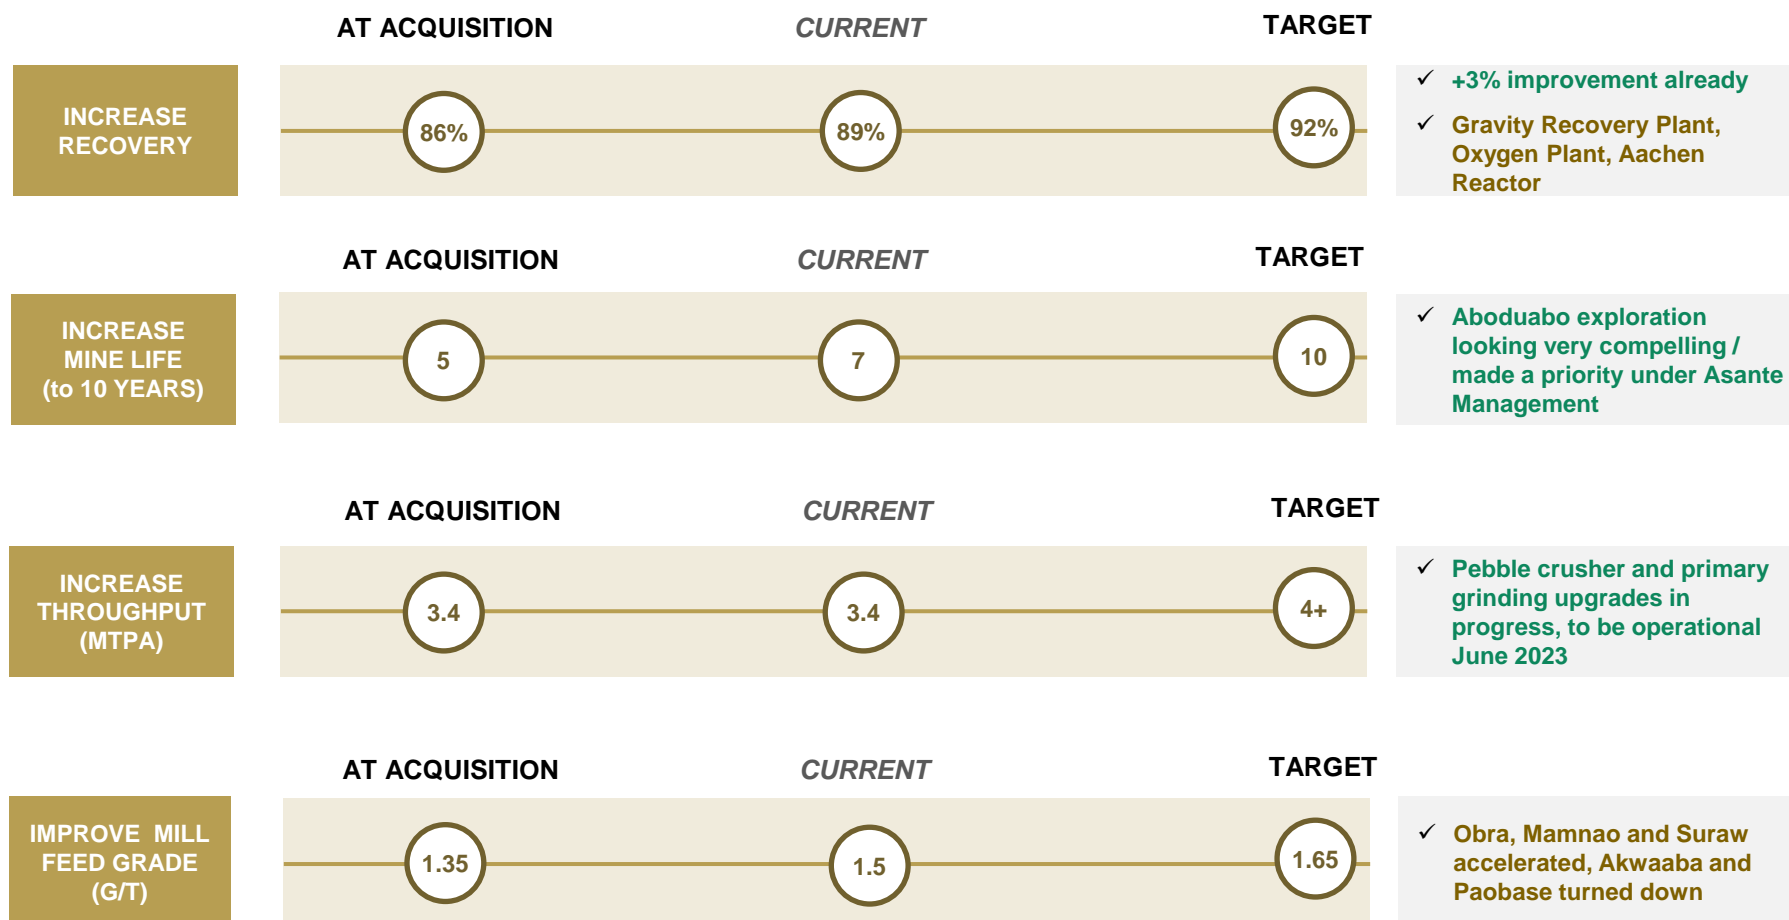 AT ACQUISITION CURRENT TARGET
INCREASE
RECOVERY
86% 89% 92%
✓ +3% improvement already
✓ Gravity Recovery Plant,
Oxygen Plant, Aachen
Reactor
AT ACQUISITION CURRENT TARGET
INCREASE
MINE LIFE
(to 10 YEARS)
5 7 10
✓ Aboduabo exploration
looking very compelling /
made a priority under Asante
Management
AT ACQUISITION CURRENT TARGET
INCREASE
THROUGHPUT
(MTPA)
3.4 3.4 4+
✓ Pebble crusher and primary
grinding upgrades in
progress, to be operational
June 2023
AT ACQUISITION CURRENT TARGET
IMPROVE MILL
FEED GRADE
(G/T)
1.35 1.5 1.65
✓ Obra, Mamnao and Suraw
accelerated, Akwaaba and
Paobase turned down